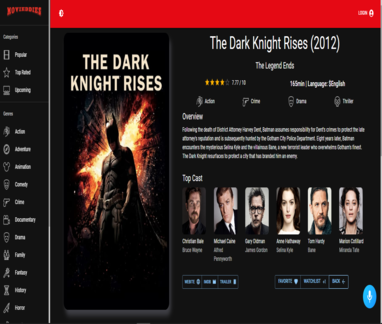 MOVIEVERSE
LOGIN
Categories
Popular
Top Rated
Upcoming
Genres
Action
Adventure
Animation
Comedy
Crime
Documentary
Drama
Family
Fantasy
History
Horror
THE DARK
KNIGHT RISES
The Dark Knight Rises (2012)
The Legend Ends
7.77 / 10
165min | Language: $English
Action
Crime
Drama
Thriller
Overview
Following the death of District Attorney Harvey Dent, Batman assumes responsibility for Dent's crimes to protect the late
attorney's reputation and is subsequently hunted by the Gotham City Police Department. Eight years later, Batman
encounters the mysterious Selina Kyle and the villainous Bane, a new terrorist leader who overwhelms Gotham's finest.
The Dark Knight resurfaces to protect a city that has branded him an enemy.
Top Cast
Christian Bale
Bruce Wayne
Michael Caine
Alfred
Pennyworth
Gary Oldman
James Gordon
Anne Hathaway
Selina Kyle
Tom Hardy
Bane
Marion Cotillard
Miranda Tate
WEBSITE
IMDB
TRAILER
FAVORITE
WATCHLIST +1
BACK